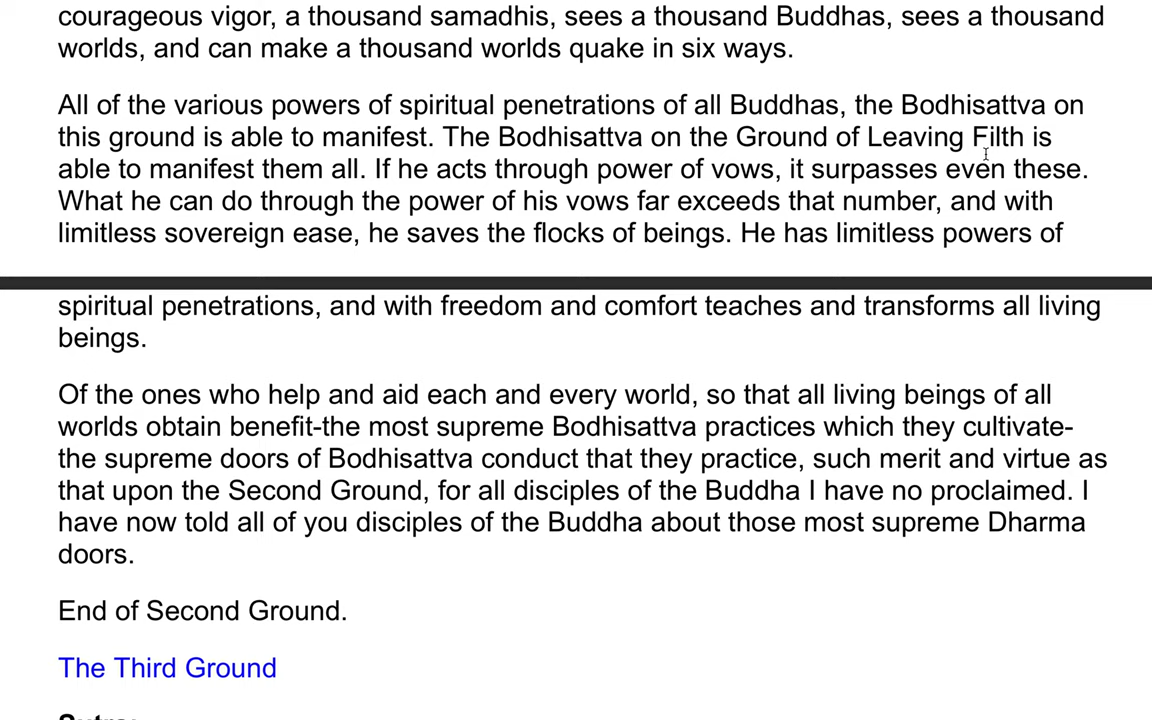 courageous vigor, a thousand samadhis, sees a thousand Buddhas, sees a thousand
worlds, and can make a thousand worlds quake in six ways.
All of the various powers of spiritual penetrations of all Buddhas, the Bodhisattva on
this ground is able to manifest. The Bodhisattva on the Ground of Leaving Filth is
able to manifest them all. If he acts through power of vows, it surpasses even these.
What he can do through the power of his vows far exceeds that number, and with
limitless sovereign ease, he saves the flocks of beings. He has limitless powers of
spiritual penetrations, and with freedom and comfort teaches and transforms all living
beings.
Of the ones who help and aid each and every world, so that all living beings of all
worlds obtain benefit-the most supreme Bodhisattva practices which they cultivate-
the supreme doors of Bodhisattva conduct that they practice, such merit and virtue as
that upon the Second Ground, for all disciples of the Buddha I have no proclaimed. I
have now told all of you disciples of the Buddha about those most supreme Dharma
doors.
End of Second Ground.
The Third Ground